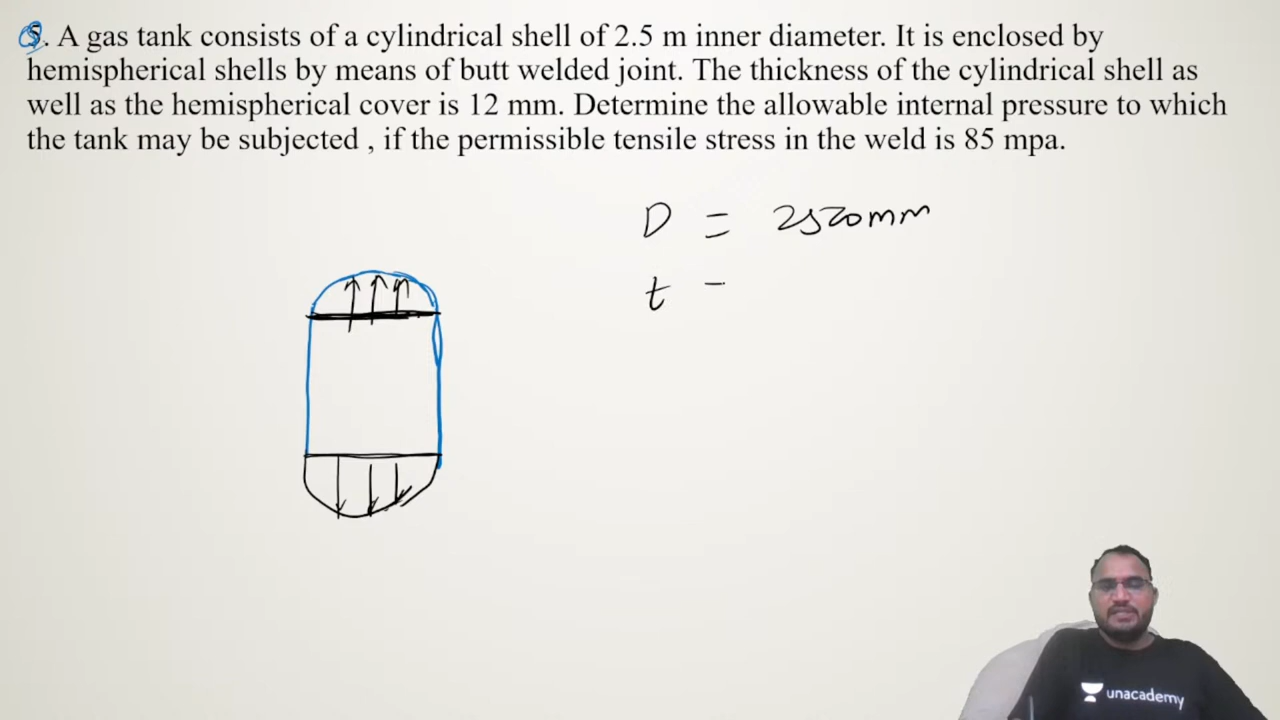 5. A gas tank consists of a cylindrical shell of 2.5 m inner diameter. It is enclosed by
hemispherical shells by means of butt welded joint. The thickness of the cylindrical shell as
well as the hemispherical cover is 12 mm. Determine the allowable internal pressure to which
the tank may be subjected , if the permissible tensile stress in the weld is 85 mpa.
D = 2500mm
t -
unacademy